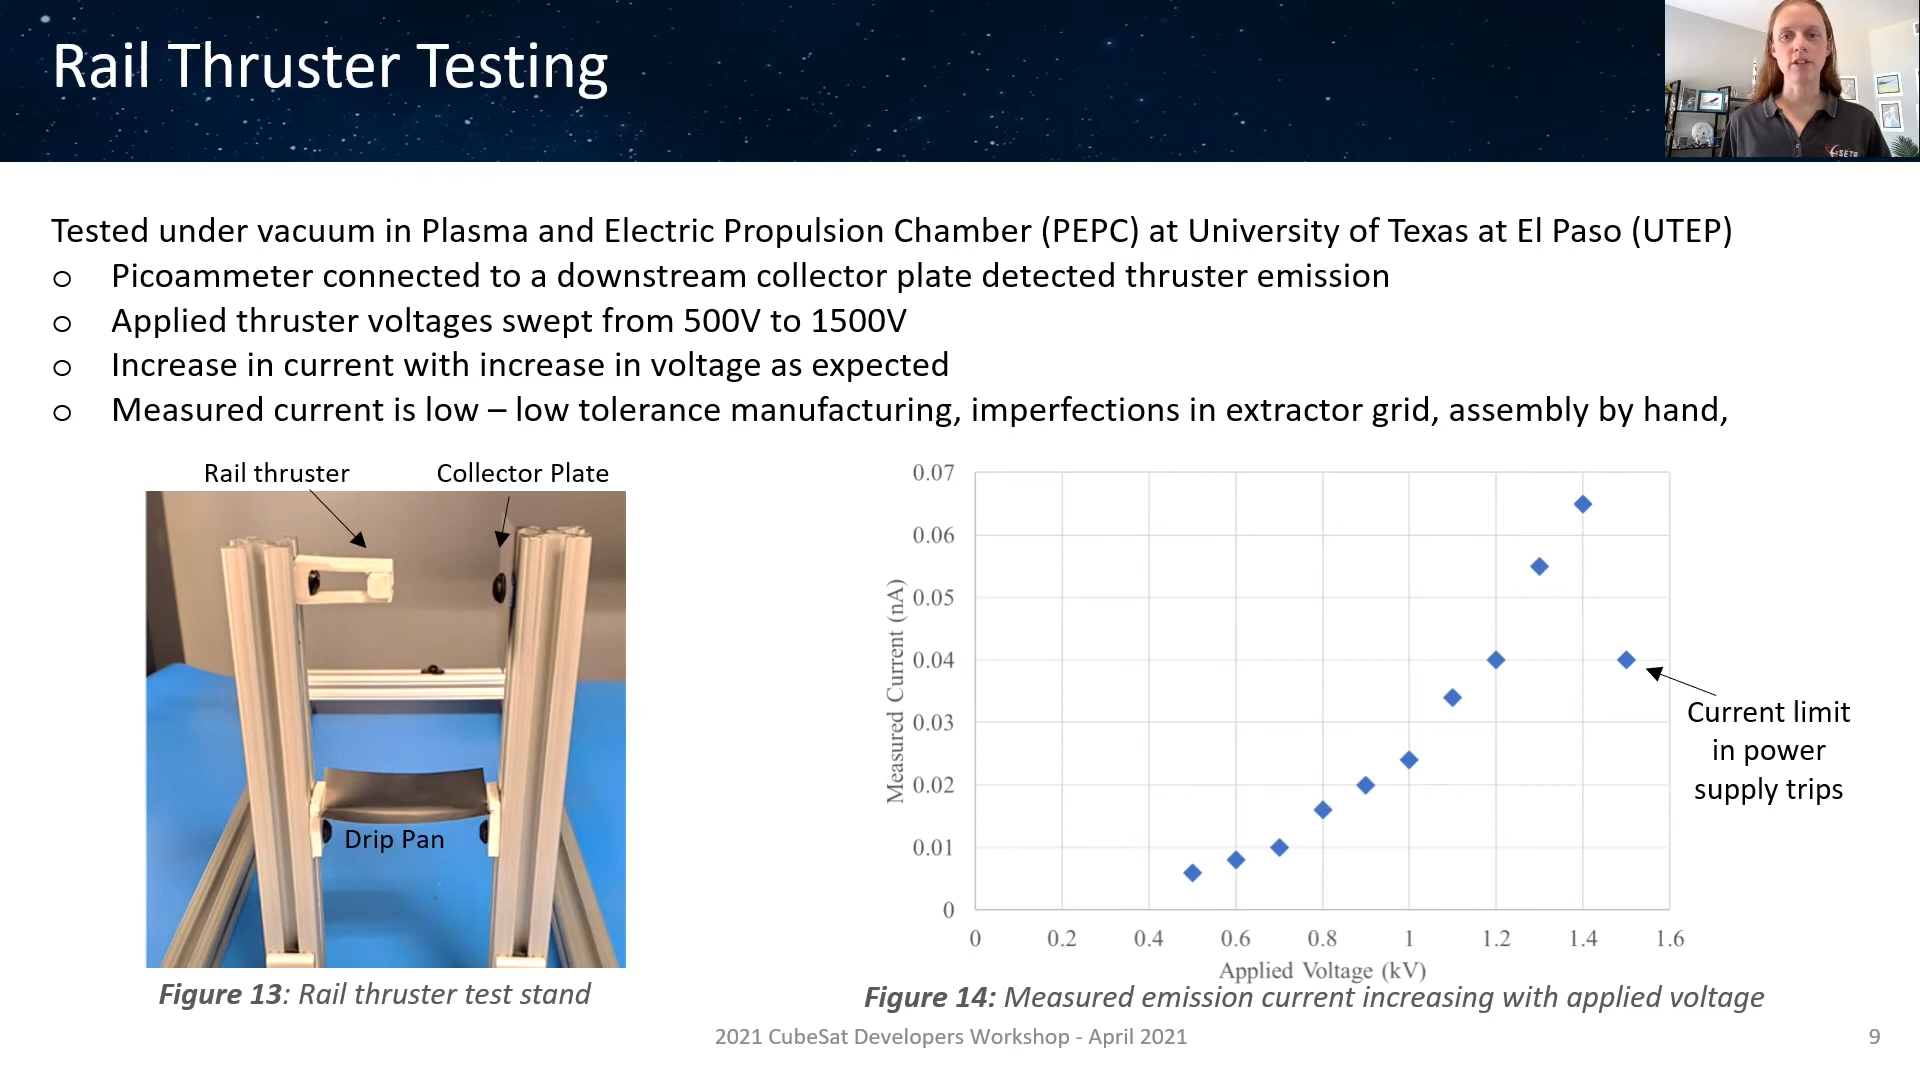 Rail Thruster Testing
Tested under vacuum in Plasma and Electric Propulsion Chamber (PEPC) at University of Texas at El Paso (UTEP)
o Picoammeter connected to a downstream collector plate detected thruster emission
o Applied thruster voltages swept from 500V to 1500V
o Increase in current with increase in voltage as expected
o Measured current is low – low tolerance manufacturing, imperfections in extractor grid, assembly by hand,
Rail thruster
Collector Plate
Drip Pan
Figure 13: Rail thruster test stand
Measured Current (nA)
0.07
0.06
0.05
0.04
0.03
0.02
0.01
0
0 0.2 0.4 0.6 0.8 1 1.2 1.4 1.6
Applied Voltage (kV)
Current limit
in power
supply trips
Figure 14: Measured emission current increasing with applied voltage
2021 CubeSat Developers Workshop - April 2021
9